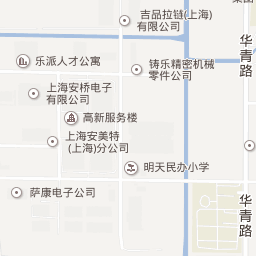 吉品拉链(上海)
有限公司
集团
华青路
乐派人才公寓
铸乐精密机械
零件公司
上海安桥电子
有限公司
高新服务楼
上海安美特
(上海)分公司
明天民办小学
萨康电子公司
华青路